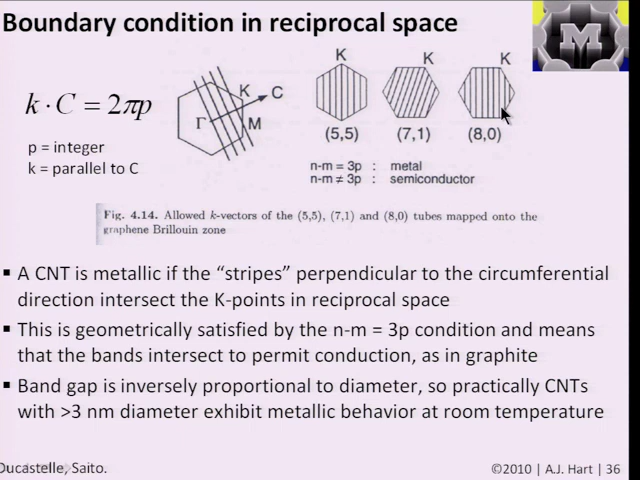 Boundary condition in reciprocal space
M
k · C = 2πp
p = integer
k = parallel to C
K
C
Γ
M
K
K
K
(5,5)
(7,1)
(8,0)
n-m = 3p : metal
n-m ≠ 3p : semiconductor
Fig. 4.14. Allowed k-vectors of the (5,5), (7,1) and (8,0) tubes mapped onto the
graphene Brillouin zone
▪ A CNT is metallic if the “stripes” perpendicular to the circumferential
direction intersect the K-points in reciprocal space
▪ This is geometrically satisfied by the n-m = 3p condition and means
that the bands intersect to permit conduction, as in graphite
▪ Band gap is inversely proportional to diameter, so practically CNTs
with >3 nm diameter exhibit metallic behavior at room temperature
Ducastelle, Saito.
©2010 | A.J. Hart | 36